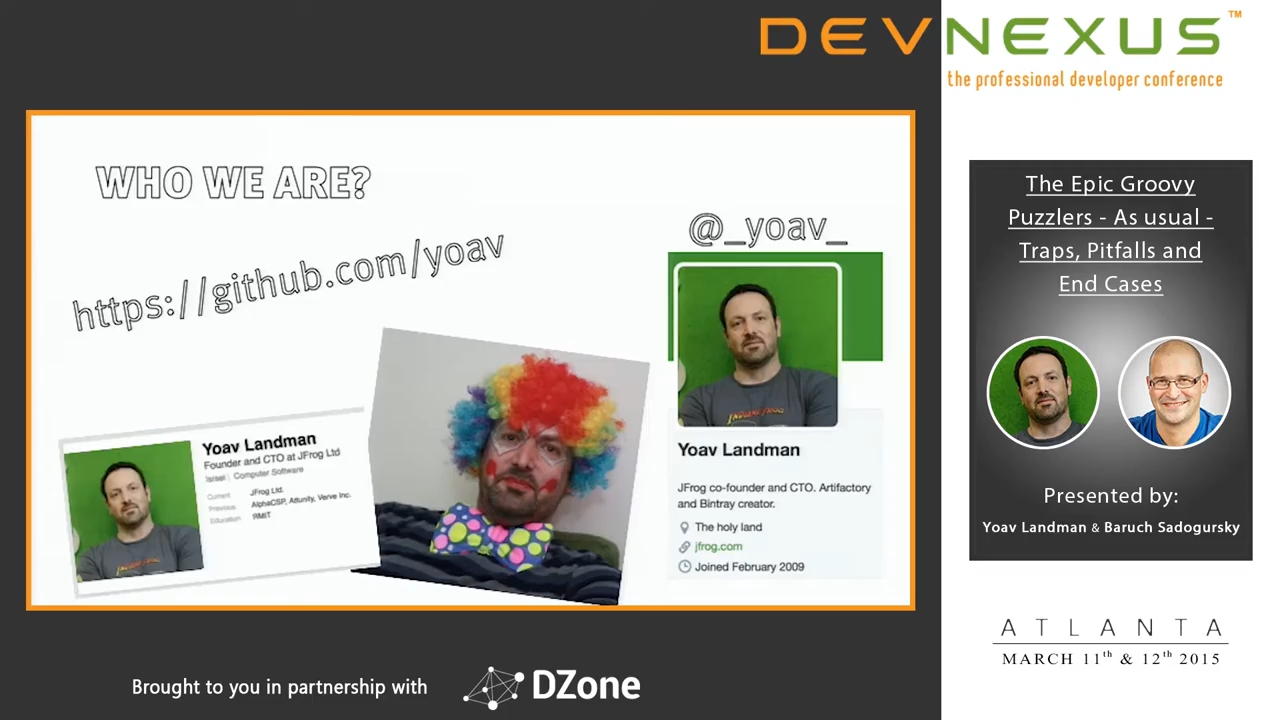 DEVNEXUS™
the professional developer conference
WHO WE ARE?
https://github.com/yoav
@_yoav_
Yoav Landman
Founder and CTO at JFrog Ltd
Israel | Computer Software
Current JFrog Ltd.
Previous AlphaCSP, Attunity, Verve Inc.
Education RMIT
Yoav Landman
JFrog co-founder and CTO. Artifactory
and Bintray creator.
The holy land
jfrog.com
Joined February 2009
The Epic Groovy
Puzzlers - As usual -
Traps, Pitfalls and
End Cases
Presented by:
Yoav Landman & Baruch Sadogursky
ATLANTA
MARCH 11th & 12th 2015
Brought to you in partnership with
DZone